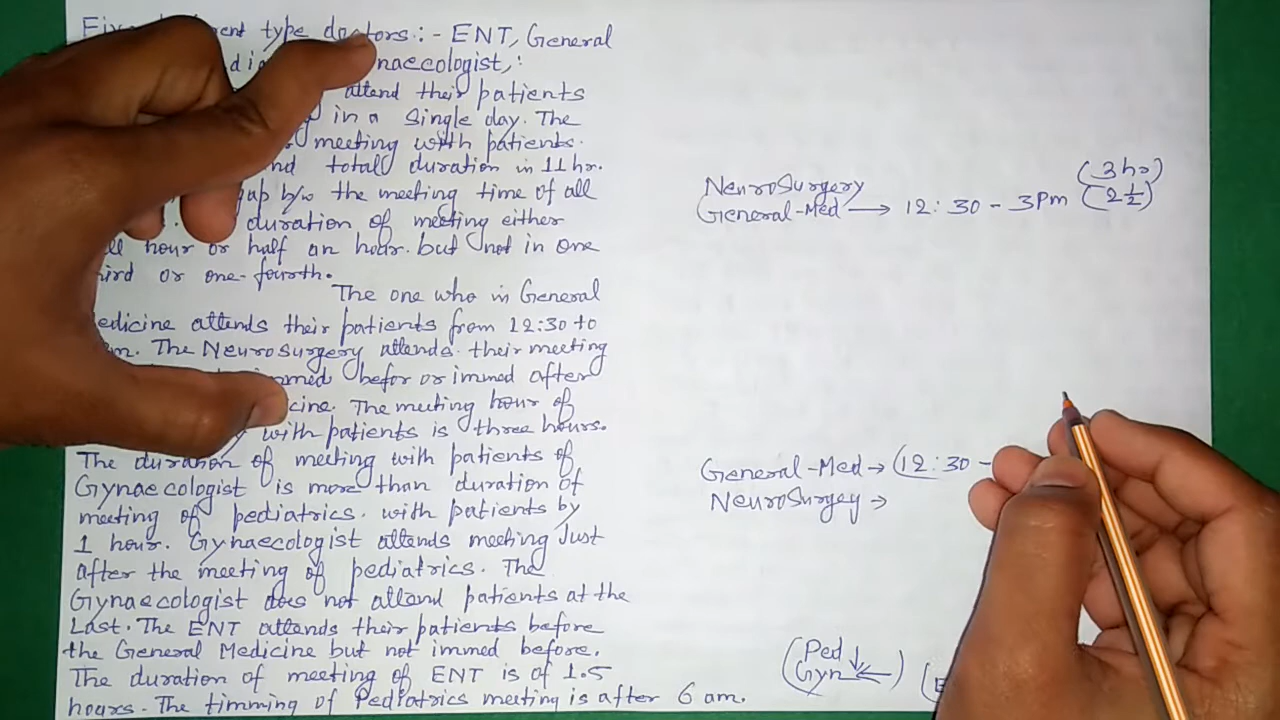 type doctors:- ENT, General
naecologist,:
attend their patients
in a single day. The
meeting with patients.
total duration in 11 hr.
b/w the meeting time of all
duration of meeting either
hour or half an hour. but not in one
or one-fourth.
The one who in General
edicine attends their patients from 12:30 to
m. The NeuroSurgery attends their meeting
immed befor or immed after
cine. The meeting hour of
with patients is three hours.
The duration of meeting with patients of
Gynaecologist is more than duration of
meeting of pediatrics. with patients by
1 hour. Gynaecologist attends meeting Just
after the meeting of pediatrics. The
Gynaecologist does not attend patients at the
Last. The ENT attends their patients before
the General Medicine but not immed before.
The duration of meeting of ENT is of 1.5
hours. The timming of Pediatrics meeting is after 6 am.
NeuroSurgery (3hr)
General-Med → 12:30 - 3Pm (2 1/2)
General-Med → (12:30 -
NeuroSurgey →
(Ped ↓
Gyn ←)